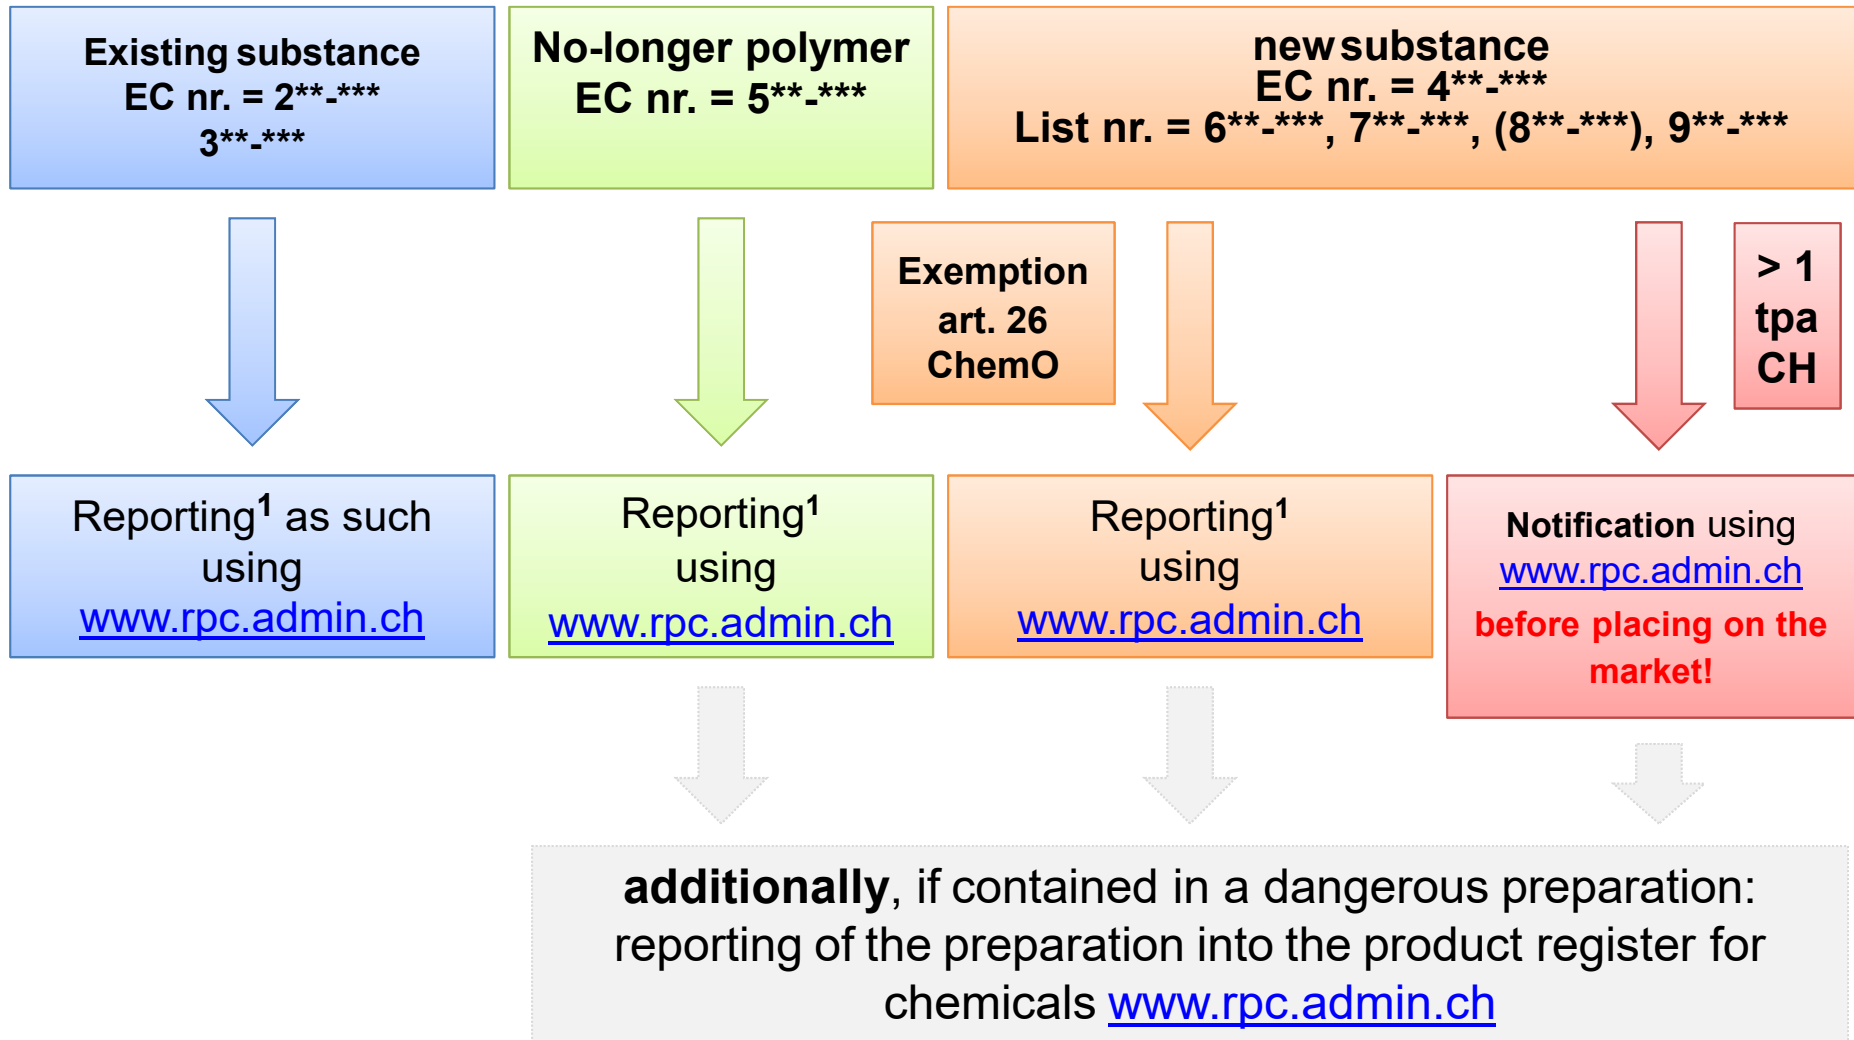 Existing substance
EC nr. = 2**-***
3**-***
No-longer polymer
EC nr. = 5**-***
new substance
EC nr. = 4**-***
List nr. = 6**-***, 7**-***, (8**-***), 9**-***
Exemption
art. 26
ChemO
> 1
tpa
CH
Reporting¹ as such
using
www.rpc.admin.ch
Reporting¹
using
www.rpc.admin.ch
Reporting¹
using
www.rpc.admin.ch
Notification using
www.rpc.admin.ch
before placing on the
market!
additionally, if contained in a dangerous preparation:
reporting of the preparation into the product register for
chemicals www.rpc.admin.ch